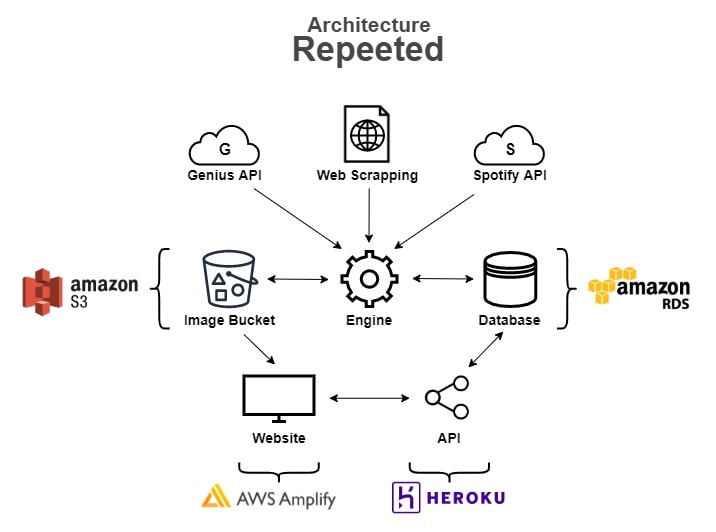 Architecture
Repeeted
G
S
Genius API
Web Scrapping
Spotify API
amazon
S3
amazon
RDS
Image Bucket
Engine
Database
Website
API
AWS Amplify
HEROKU